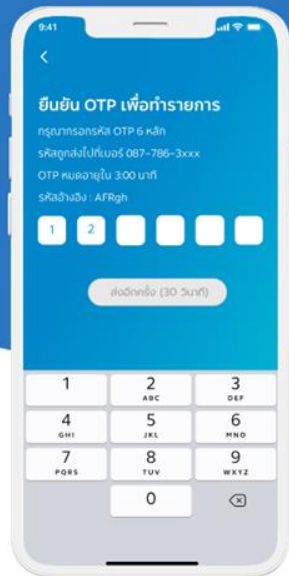 9:41
ยืนยัน OTP เพื่อทำรายการ
กรุณากรอกรหัส OTP 6 หลัก
รหัสถูกส่งไปที่เบอร์ 087-786-3xxx
OTP หมดอายุใน 3:00 นาที
รหัสอ้างอิง : AFRgh
1 2
ส่งอีกครั้ง (30 วินาที)
1 2 3
ABC DEF
4 5 6
GHI JKL MNO
7 8 9
PQRS TUV WXYZ
0